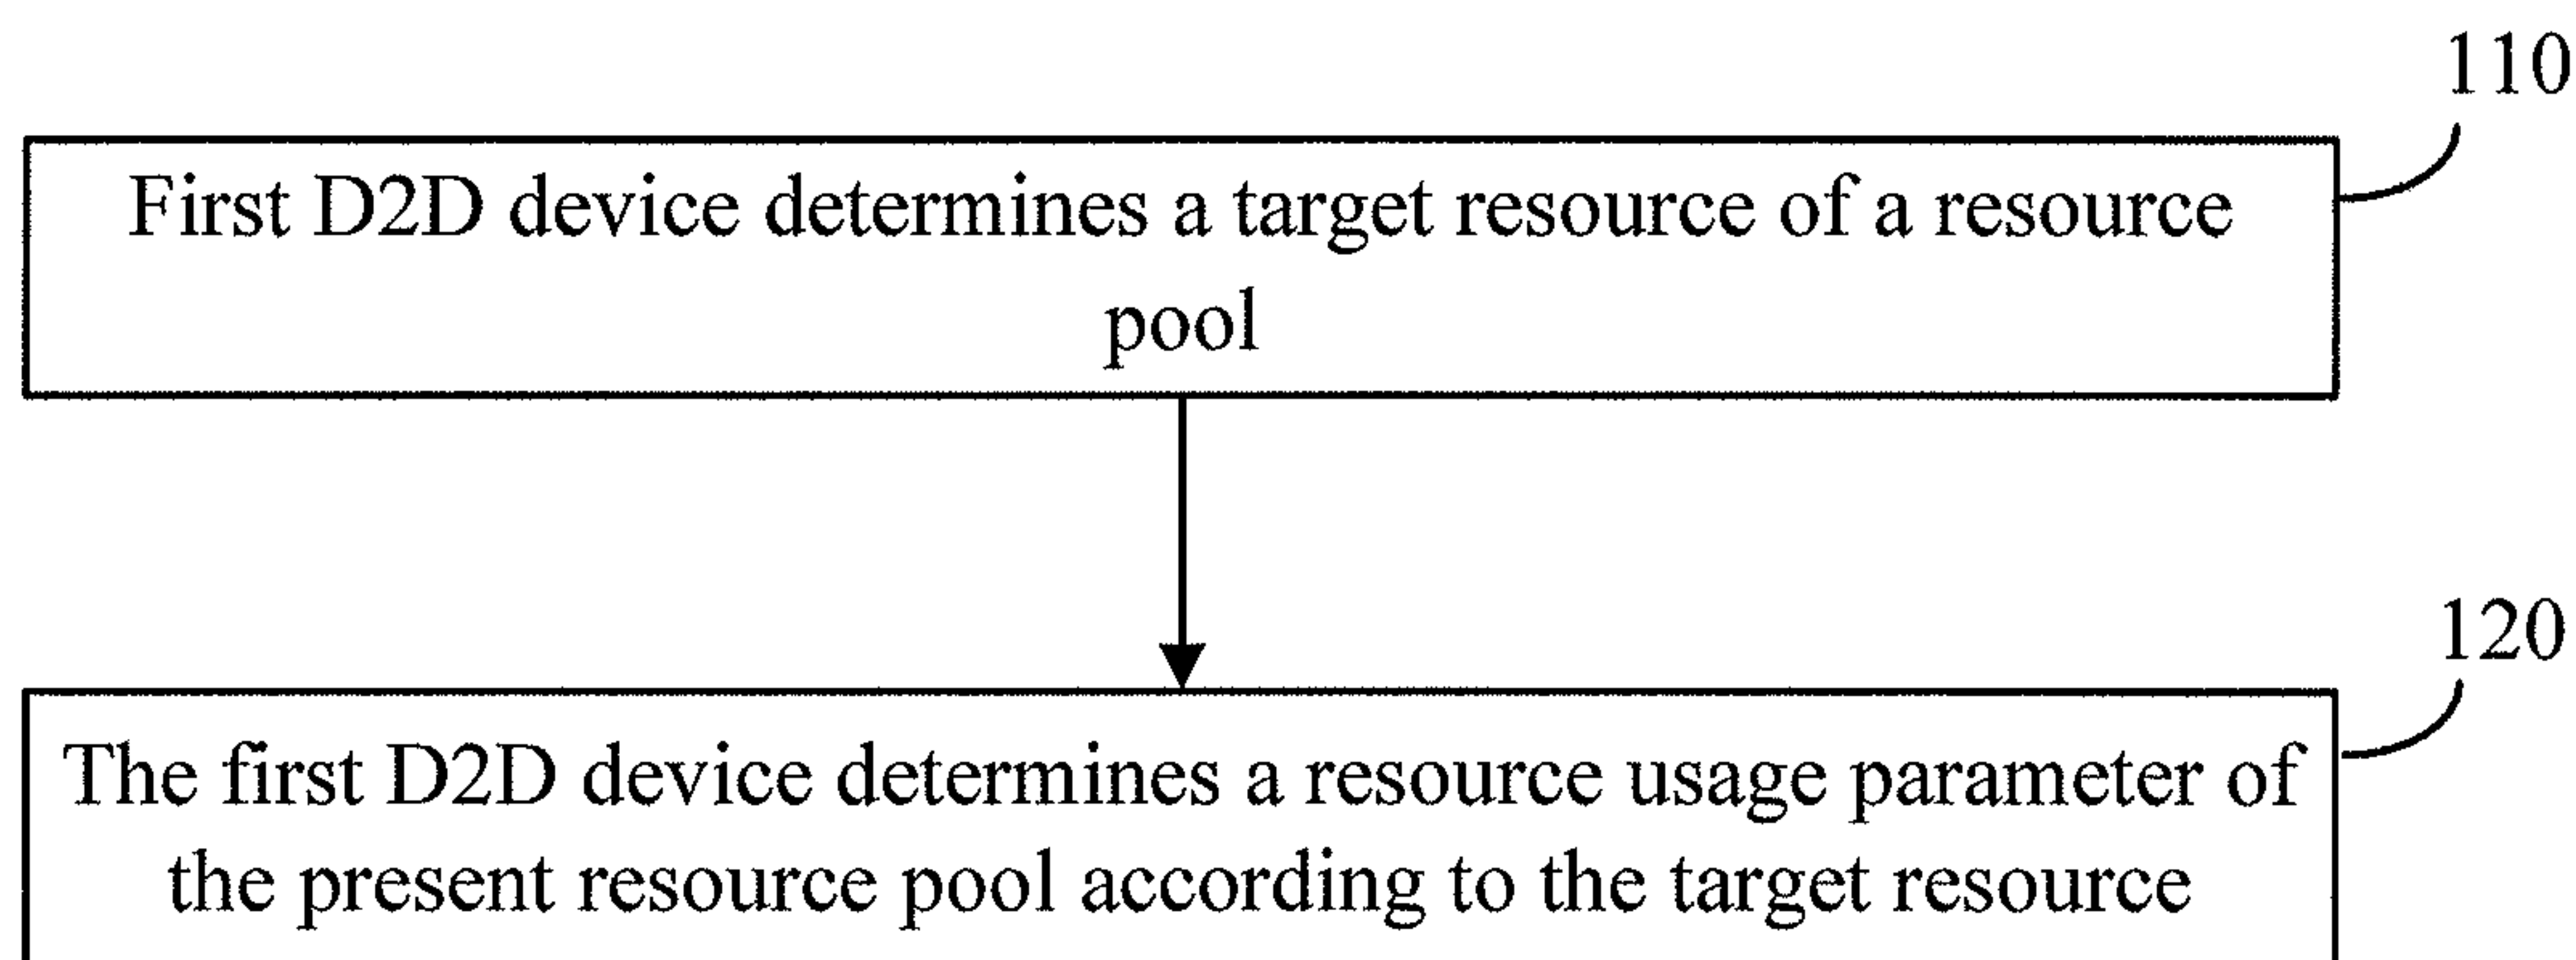 110
First D2D device determines a target resource of a resource
pool
120
The first D2D device determines a resource usage parameter of
the present resource pool according to the target resource